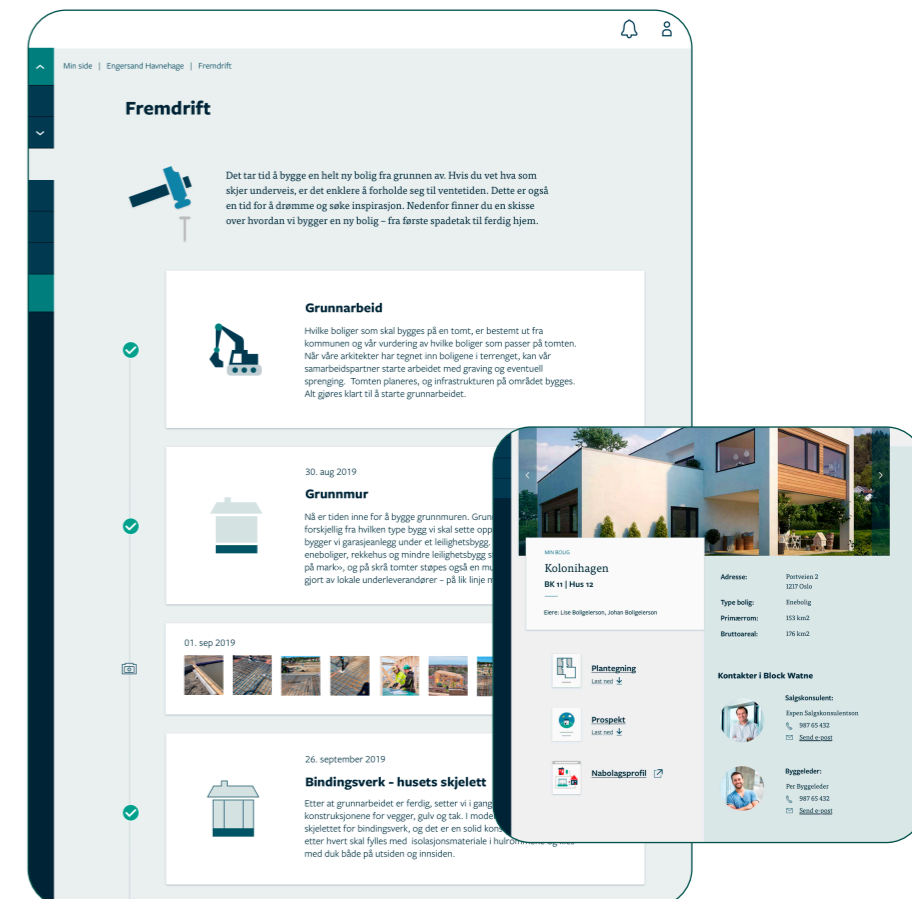 Min side | Engersand Havnehage | Fremdrift
Fremdrift
Det tar tid å bygge en helt ny bolig fra grunnen av. Hvis du vet hva som
skjer underveis, er det enklere å forholde seg til ventetiden. Dette er også
en tid for å drømme og søke inspirasjon. Nedenfor finner du en skisse
over hvordan vi bygger en ny bolig – fra første spadetak til ferdig hjem.
Grunnarbeid
Hvilke boliger som skal bygges på en tomt, er bestemt ut fra
kommunen og vår vurdering av hvilke boliger som passer på tomten.
Når våre arkitekter har tegnet inn boligene i terrenget, kan vår
samarbeidspartner starte arbeidet med graving og eventuell
sprenging. Tomten planeres, og infrastrukturen på området bygges.
Alt gjøres klart til å starte grunnarbeidet.
30. aug 2019
Grunnmur
Nå er tiden inne for å bygge grunnmuren. Grun
forskjellig fra hvilken type bygg vi skal sette opp
bygger vi garasjeanlegg under et leilighetsbygg.
eneboliger, rekkehus og mindre leilighetsbygg s
på mark», og på skrå tomter støpes også en mu
gjort av lokale underleverandører – på lik linje m
01. sep 2019
26. september 2019
Bindingsverk - husets skjelett
Etter at grunnarbeidet er ferdig, setter vi i gang
konstruksjonene for vegger, gulv og tak. I mode
skjelettet for bindingsverk, og det er en solid kons
etter hvert skal fylles med isolasjonsmateriale i
med duk både på utsiden og innsiden.
MIN BOLIG
Kolonihagen
BK 11 | Hus 12
Eiere: Lise Boligeierson, Johan Boligeierson
Plantegning
Last ned
Prospekt
Last ned
Nabolagsprofil
Adresse: Portveien 2
1217 Oslo
Type bolig: Enebolig
Primærrom: 153 km2
Bruttoareal: 176 km2
Kontakter i Block Watne
Salgskonsulent:
Espen Salgskonsulentson
987 65 432
Send e-post
Byggeleder:
Per Byggeleder
987 65 432
Send e-post